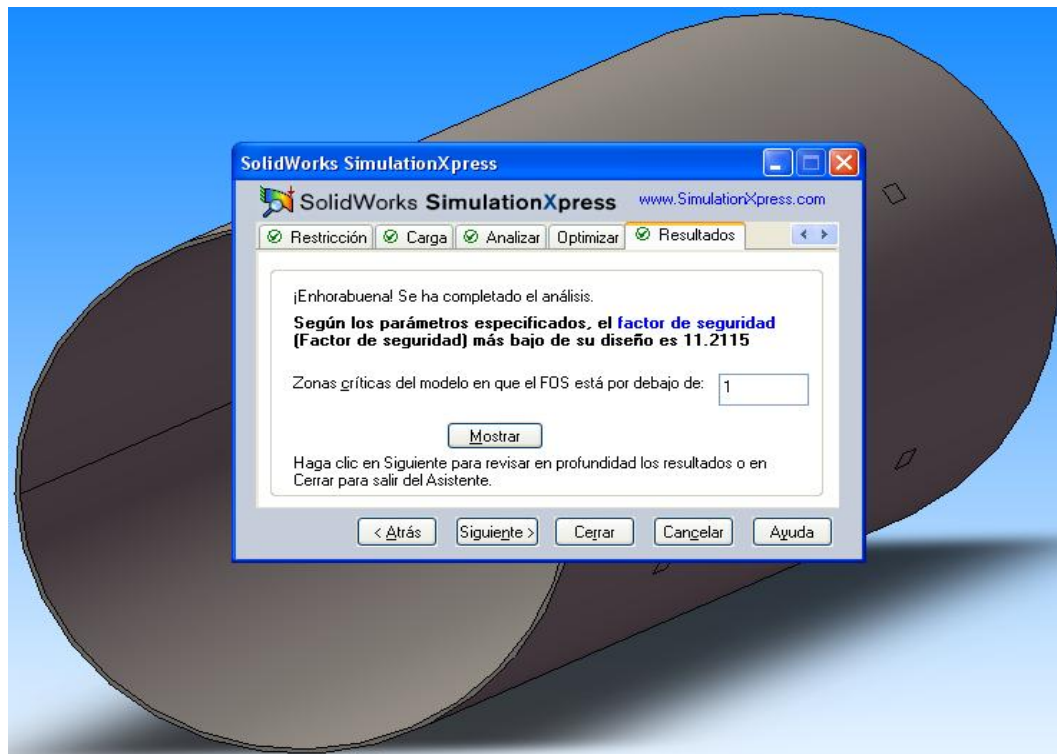 SolidWorks SimulationXpress
SolidWorks SimulationXpress www.SimulationXpress.com
Restricción Carga Analizar Optimizar Resultados
¡Enhorabuena! Se ha completado el análisis.
Según los parámetros especificados, el factor de seguridad
(Factor de seguridad) más bajo de su diseño es 11.2115
Zonas críticas del modelo en que el FOS está por debajo de: 1
Mostrar
Haga clic en Siguiente para revisar en profundidad los resultados o en
Cerrar para salir del Asistente.
< Atrás Siguiente > Cerrar Cancelar Ayuda